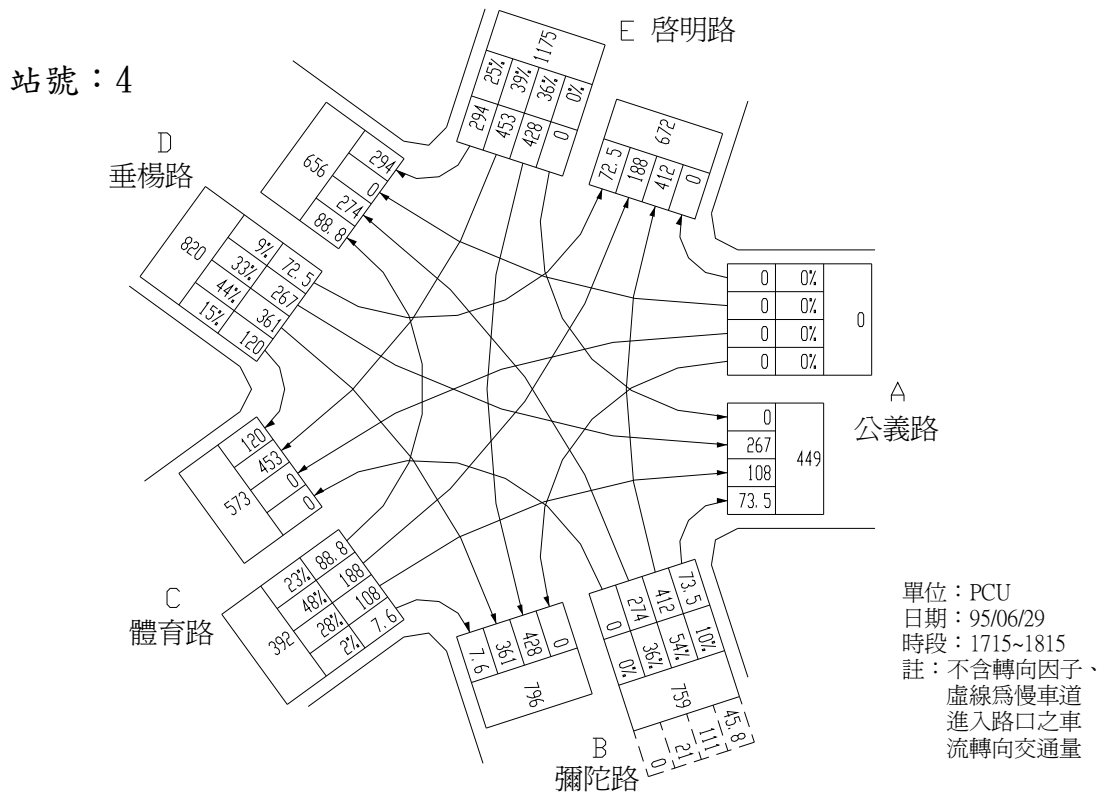 站號：4
E 啓明路
1175
25% 39% 36% 0%
294 453 428 0
672
72.5 188 412 0
D
垂楊路
656
294
0
274
88.8
820
9% 72.5
33% 267
44% 361
15% 120
0 0%
0 0%
0 0%
0 0%
0
A
公義路
0
267
108
73.5
449
120
453
0
0
573
C
體育路
392
23% 88.8
48% 188
28% 108
2% 7.6
7.6 361 428 0
796
0 274 412 73.5
0% 36% 54% 10%
759
0 21 111 45.8
B
彌陀路
單位：PCU
日期：95/06/29
時段：1715~1815
註：不含轉向因子、
虛線爲慢車道
進入路口之車
流轉向交通量